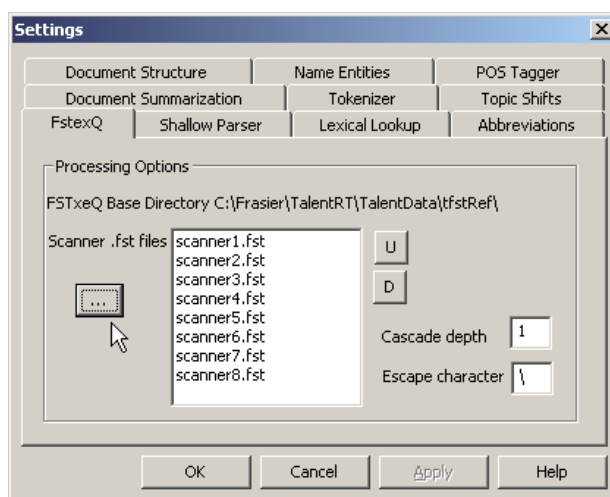 Settings
Document Structure Name Entities POS Tagger
Document Summarization Tokenizer Topic Shifts
FstexQ Shallow Parser Lexical Lookup Abbreviations
Processing Options
FSTxeQ Base Directory C:\Frasier\TalentRT\TalentData\tfstRef\
Scanner .fst files
...
scanner1.fst
scanner2.fst
scanner3.fst
scanner4.fst
scanner5.fst
scanner6.fst
scanner7.fst
scanner8.fst
U
D
Cascade depth 1
Escape character \
OK Cancel Apply Help